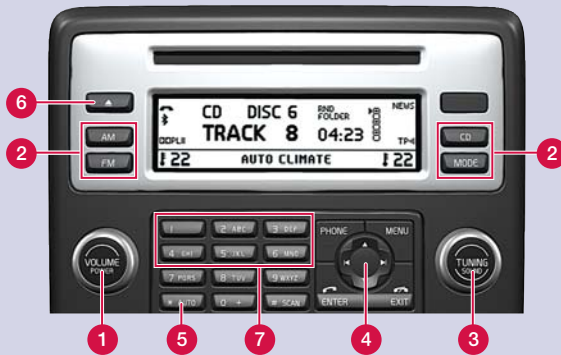 CD DISC 6 RND FOLDER NEWS
TRACK 8 04:23 TP
22 AUTO CLIMATE 22
6
AM
FM
2
CD
MODE
2
1
2 ABC
3 DEF
4 GHI
5 JKL
6 MNO
7 PQRS
8 TUV
9 WXYZ
* AUTO
0 +
# SCAN
PHONE
MENU
ENTER
EXIT
VOLUME
POWER
TUNING
SOUND
1
5
7
4
3